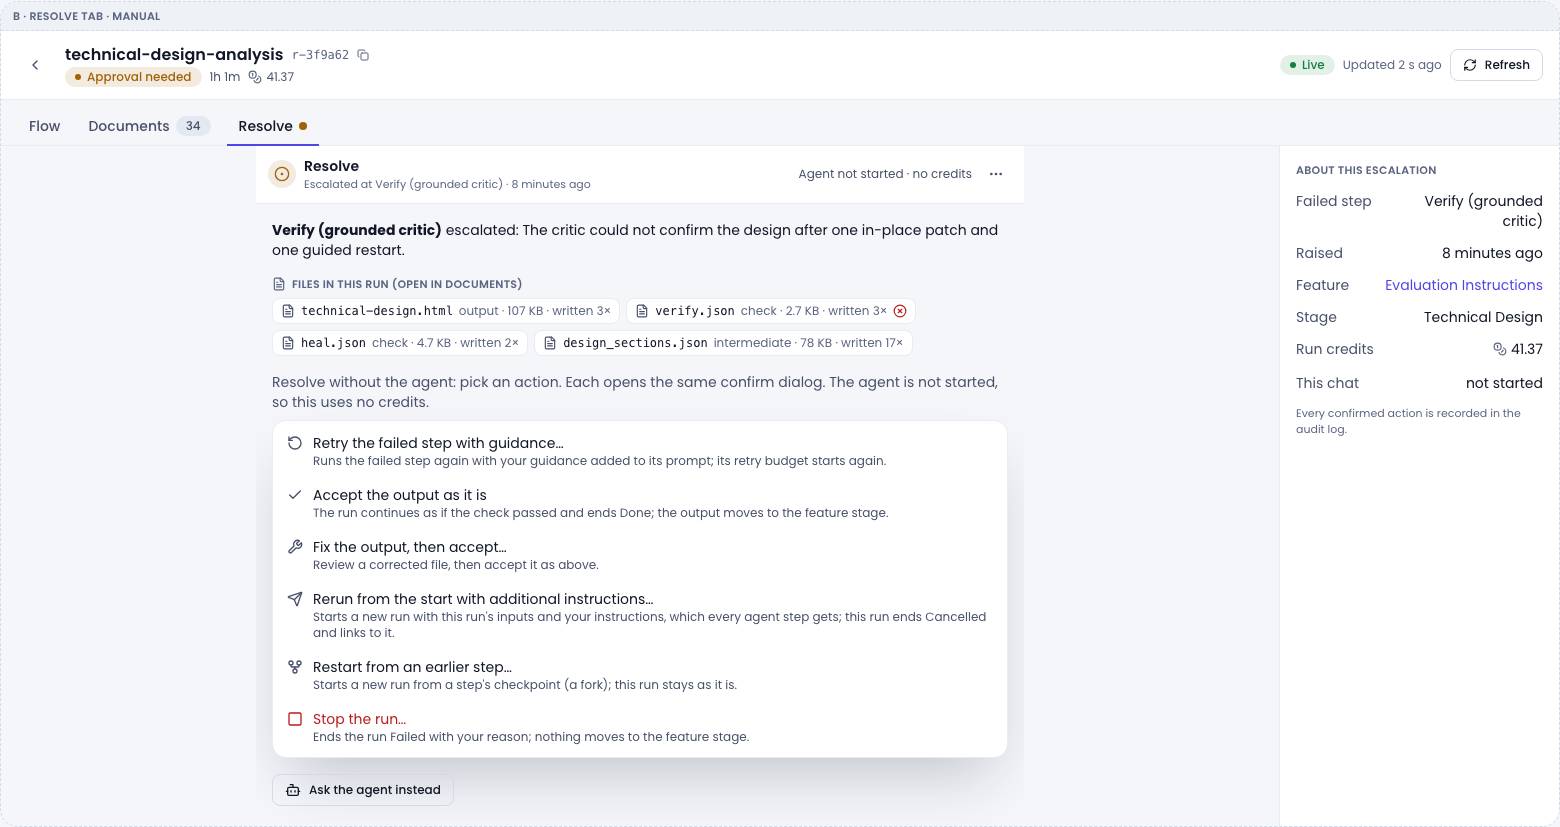 B · RESOLVE TAB · MANUAL
technical-design-analysis r-3f9a62
Approval needed 1h 1m 41.37
Live Updated 2 s ago Refresh
Flow Documents 34 Resolve
Resolve
Escalated at Verify (grounded critic) · 8 minutes ago
Agent not started · no credits
Verify (grounded critic) escalated: The critic could not confirm the design after one in-place patch and
one guided restart.
FILES IN THIS RUN (OPEN IN DOCUMENTS)
technical-design.html output · 107 KB · written 3× verify.json check · 2.7 KB · written 3×
heal.json check · 4.7 KB · written 2× design_sections.json intermediate · 78 KB · written 17×
Resolve without the agent: pick an action. Each opens the same confirm dialog. The agent is not started,
so this uses no credits.
Retry the failed step with guidance…
Runs the failed step again with your guidance added to its prompt; its retry budget starts again.
Accept the output as it is
The run continues as if the check passed and ends Done; the output moves to the feature stage.
Fix the output, then accept…
Review a corrected file, then accept it as above.
Rerun from the start with additional instructions…
Starts a new run with this run's inputs and your instructions, which every agent step gets; this run ends Cancelled
and links to it.
Restart from an earlier step…
Starts a new run from a step's checkpoint (a fork); this run stays as it is.
Stop the run…
Ends the run Failed with your reason; nothing moves to the feature stage.
Ask the agent instead
ABOUT THIS ESCALATION
Failed step Verify (grounded
critic)
Raised 8 minutes ago
Feature Evaluation Instructions
Stage Technical Design
Run credits 41.37
This chat not started
Every confirmed action is recorded in the
audit log.